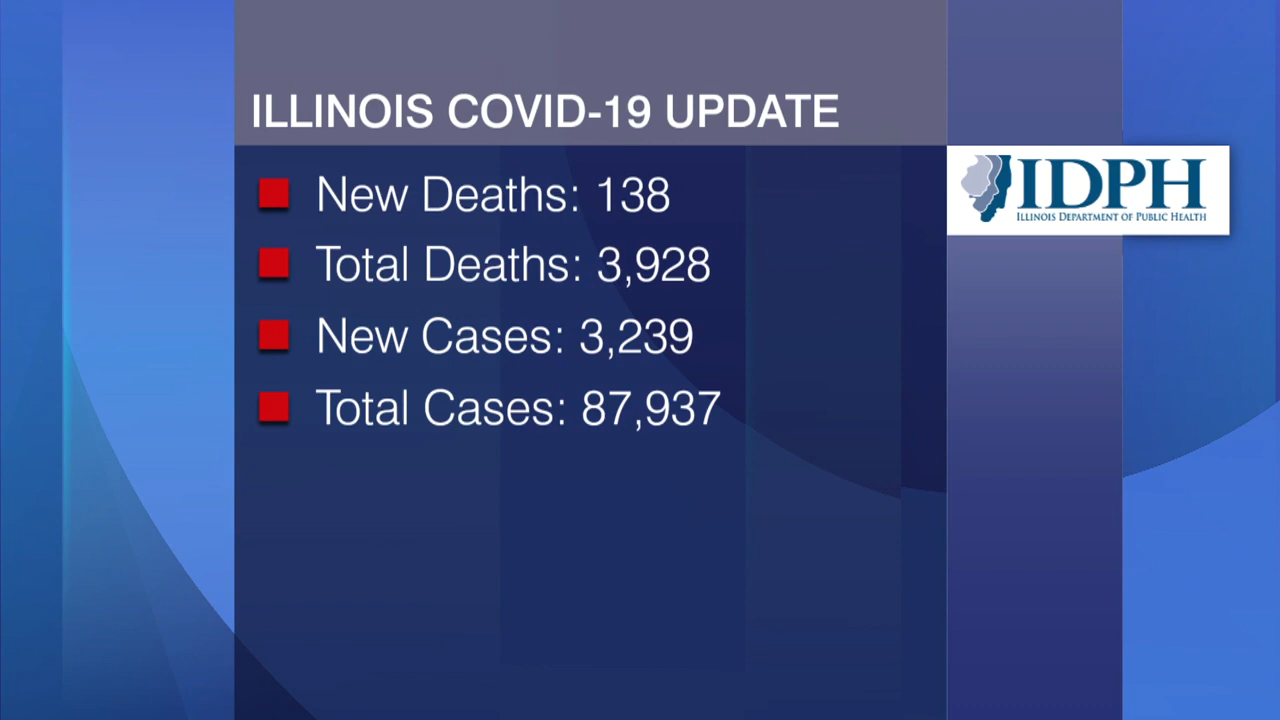 ILLINOIS COVID-19 UPDATE
New Deaths: 138
Total Deaths: 3,928
New Cases: 3,239
Total Cases: 87,937
IDPH
ILLINOIS DEPARTMENT OF PUBLIC HEALTH